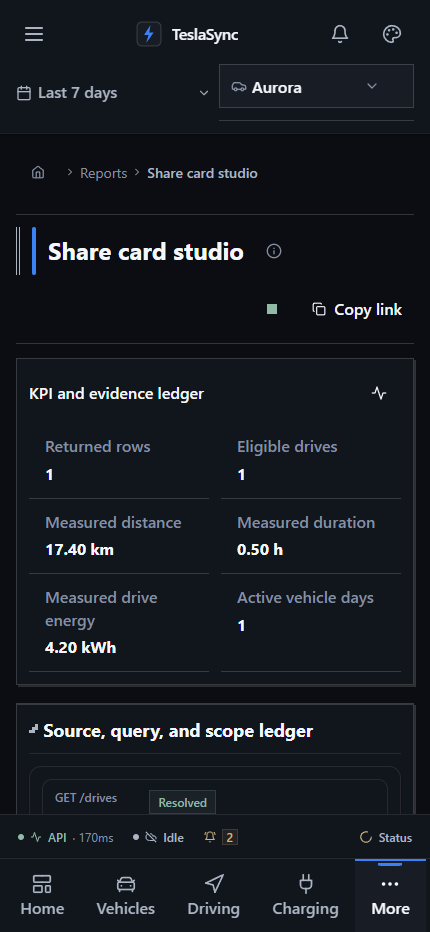 TeslaSync
Last 7 days
Aurora
Reports
Share card studio
Share card studio
Copy link
KPI and evidence ledger
Returned rows
Eligible drives
1
1
Measured distance
Measured duration
17.40 km
0.50 h
Measured drive
energy
Active vehicle days
4.20 kWh
1
Source, query, and scope ledger
GET /drives
Resolved
API · 170ms
Idle
2
Status
Home
Vehicles
Driving
Charging
More